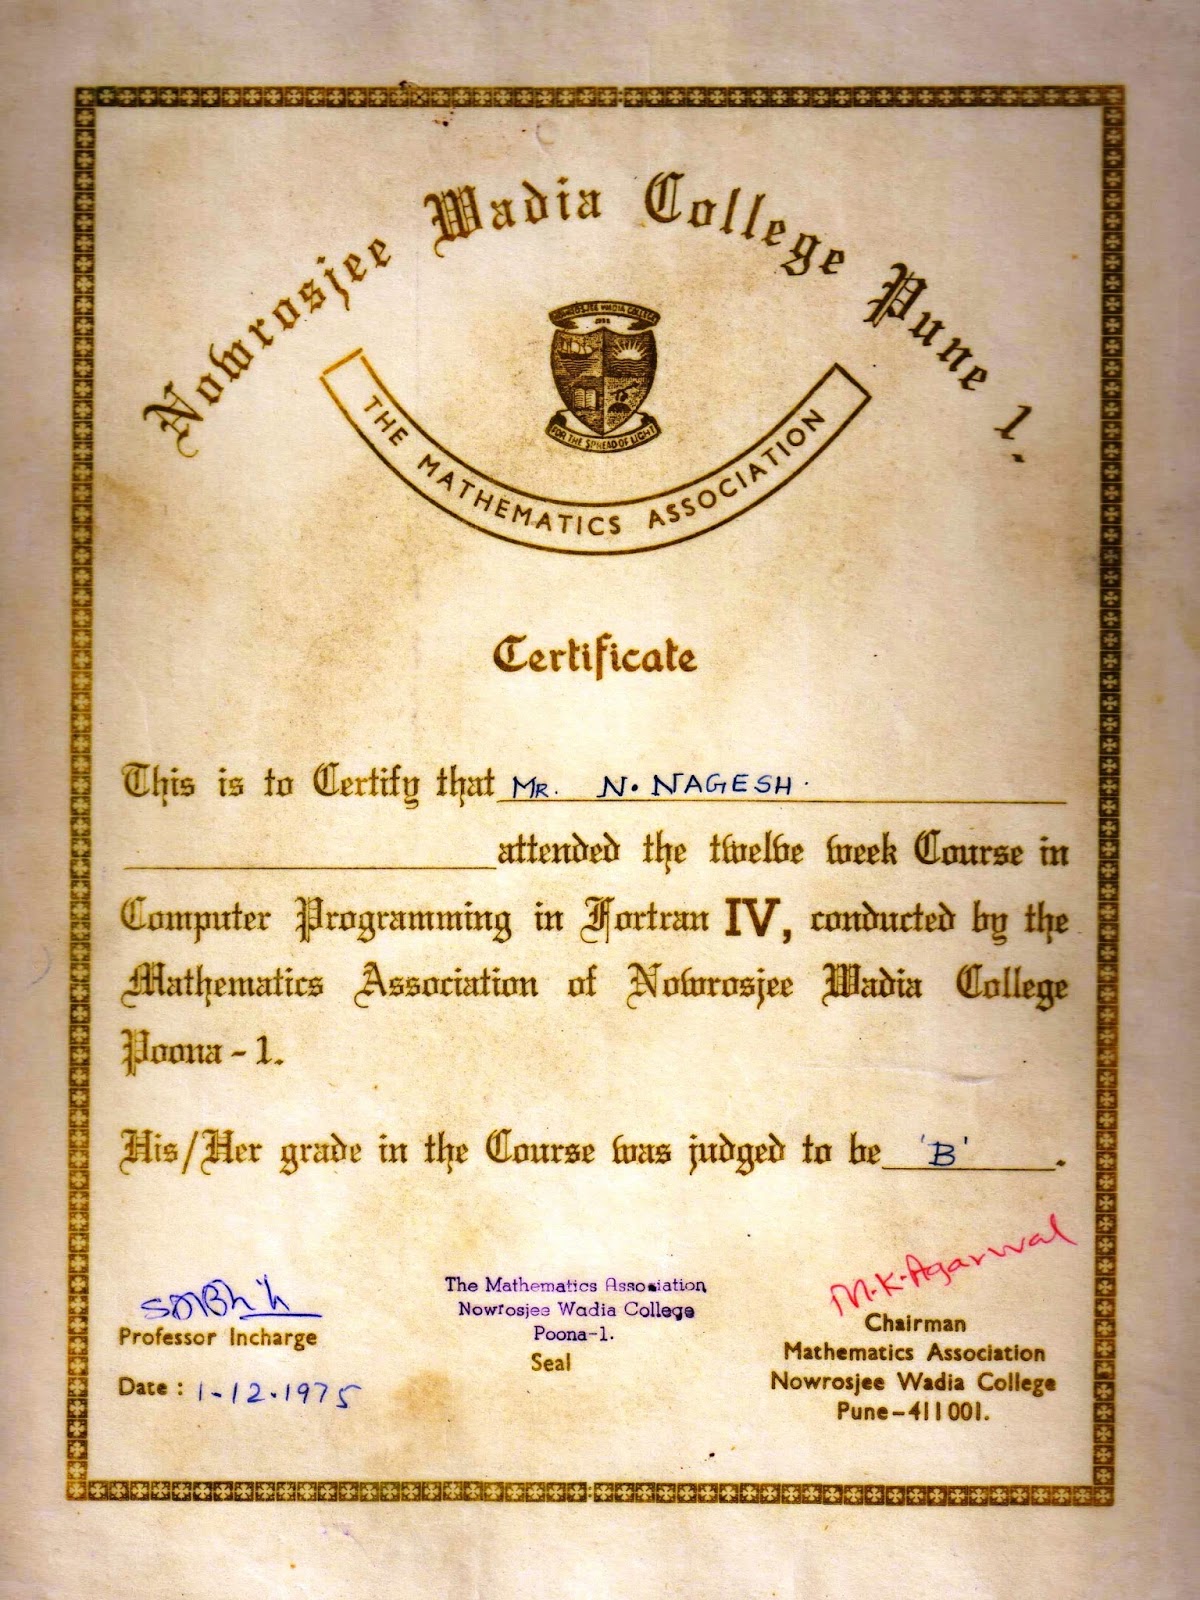 Nowrosjee Wadia College Pune 1.
NOWROSJEE WADIA COLLEGE
FOR THE SPREAD OF LIGHT
THE MATHEMATICS ASSOCIATION
Certificate
This is to Certify that MR. N. NAGESH.
attended the twelve week Course in
Computer Programming in Fortran IV, conducted by the
Mathematics Association of Nowrosjee Wadia College
Poona - 1.
His/Her grade in the Course was judged to be 'B'.
M.K.Agarwal
The Mathematics Association
Nowrosjee Wadia College
Poona-1.
Seal
Professor Incharge
Date : 1-12.1975
Chairman
Mathematics Association
Nowrosjee Wadia College
Pune-411001.